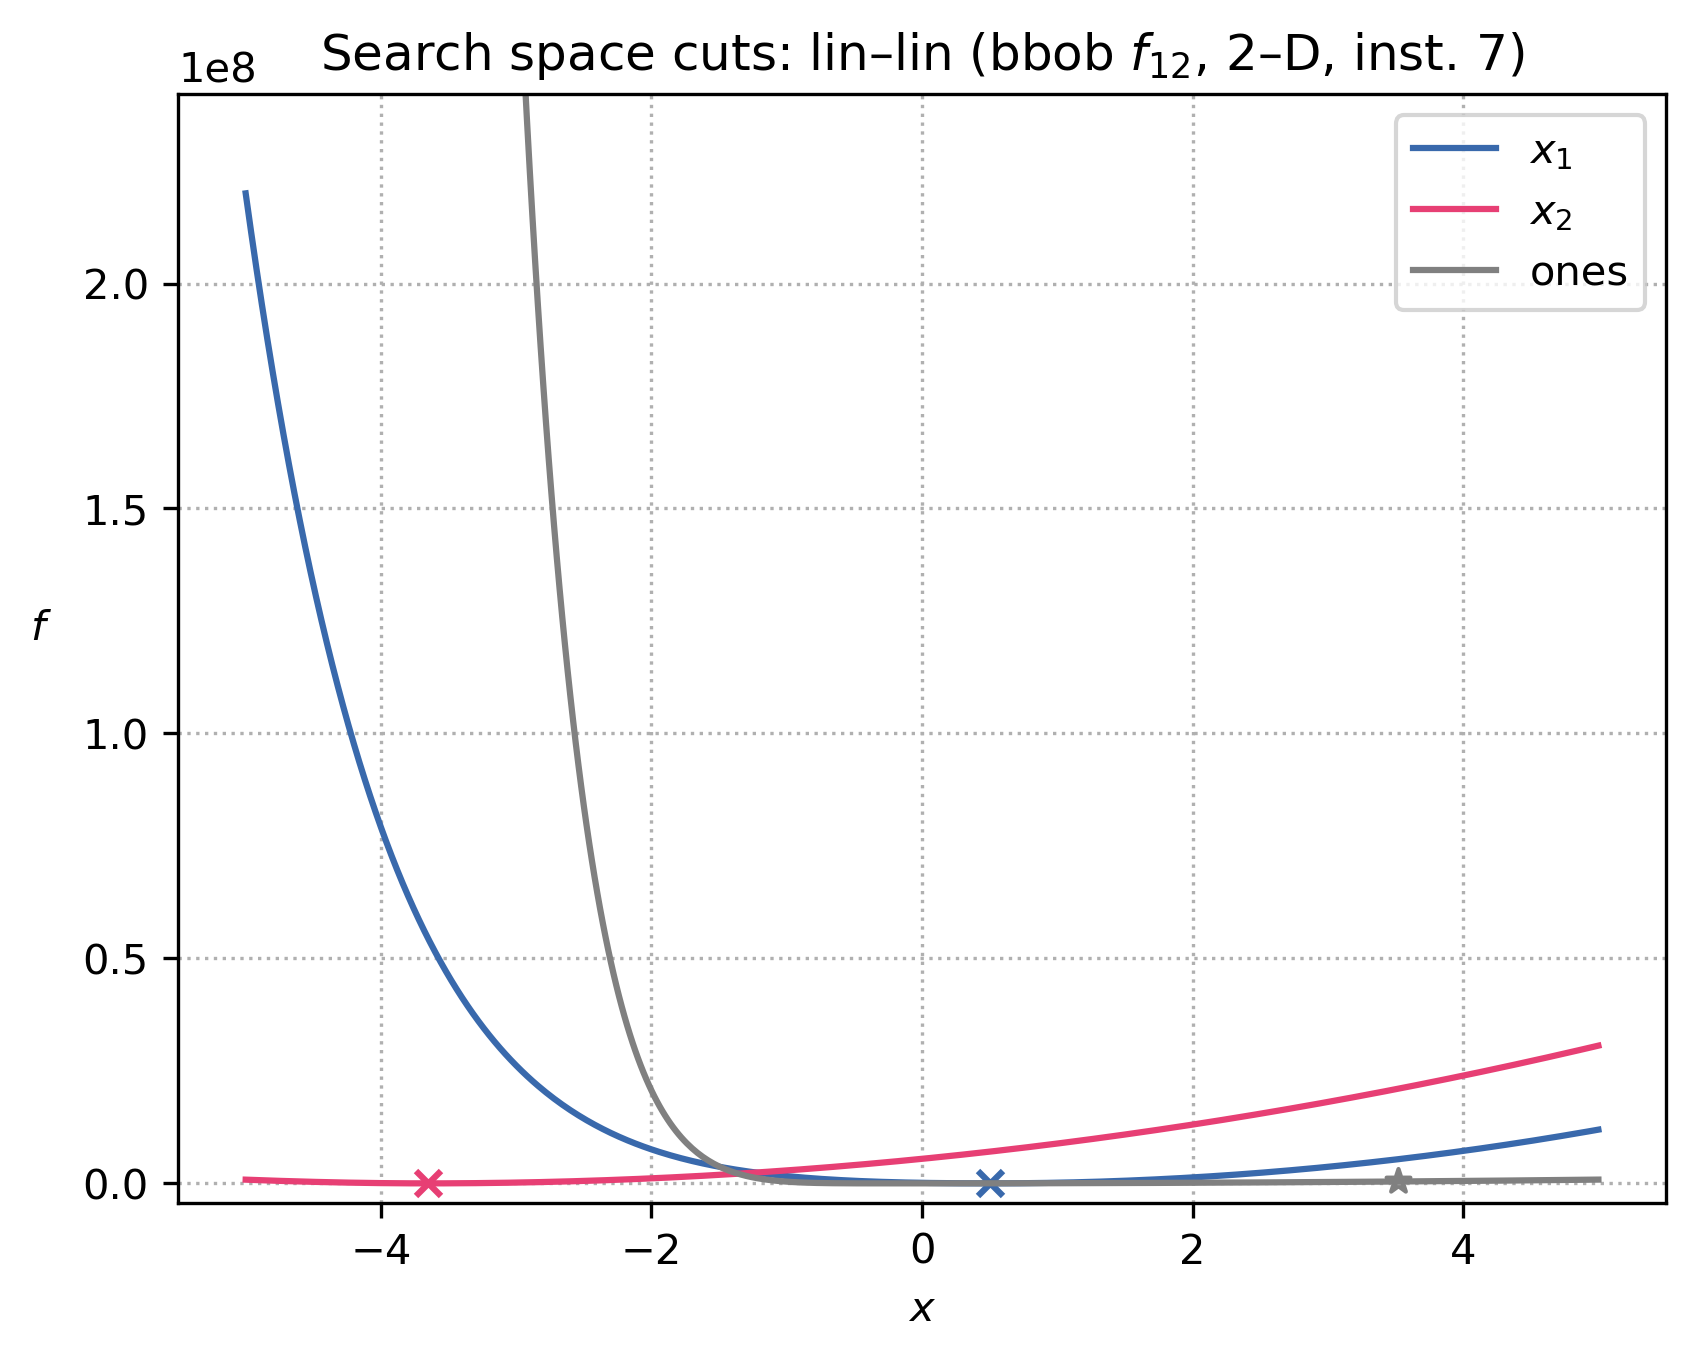 Search space cuts: lin–lin (bbob f₁₂, 2–D, inst. 7)
1e8
x₁
x₂
ones
2.0
1.5
1.0
0.5
0.0
f
−4 −2 0 2 4
x